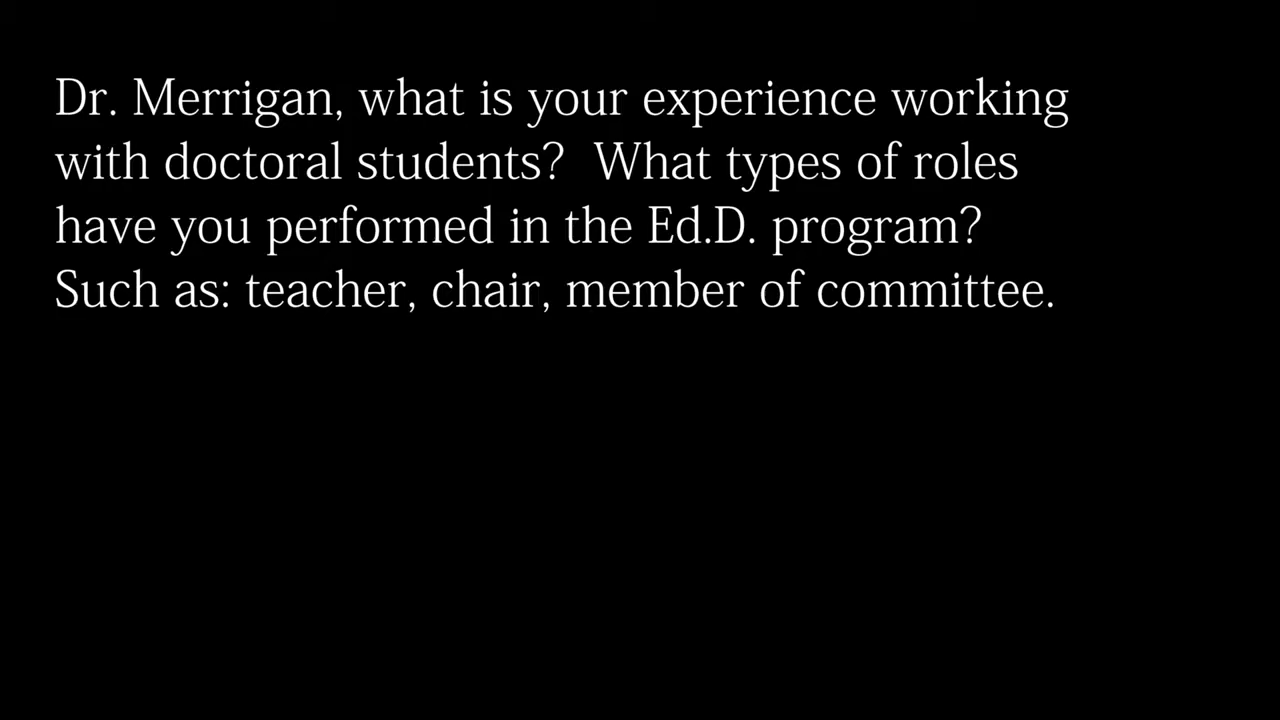 Dr. Merrigan, what is your experience working
with doctoral students?  What types of roles
have you performed in the Ed.D. program?
Such as: teacher, chair, member of committee.